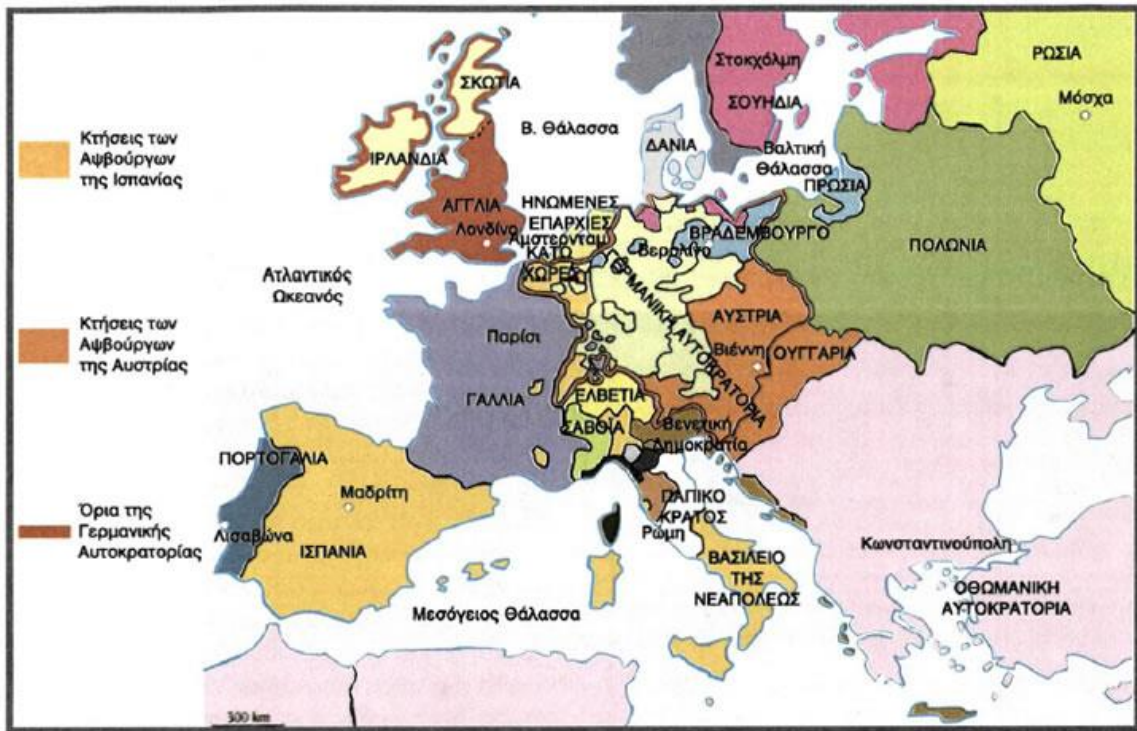 Κτήσεις των
Αψβούργων
της Ισπανίας
Κτήσεις των
Αψβούργων
της Αυστρίας
Όρια της
Γερμανικής
Αυτοκρατορίας
ΣΚΩΤΙΑ
ΙΡΛΑΝΔΙΑ
ΑΓΓΛΙΑ
Λονδίνο
Β. Θάλασσα
Στοκχόλμη
ΣΟΥΗΔΙΑ
ΡΩΣΙΑ
Μόσχα
ΔΑΝΙΑ
Βαλτική
Θάλασσα
ΠΡΩΣΙΑ
ΗΝΩΜΕΝΕΣ
ΕΠΑΡΧΙΕΣ
Αμστερνταμ
ΚΑΤΩ
ΧΩΡΕΣ
ΒΡΑΔΕΜΒΟΥΡΓΟ
Βερολίνο
ΠΟΛΩΝΙΑ
Ατλαντικός
Ωκεανός
ΓΕΡΜΑΝΙΚΗ ΑΥΤΟΚΡΑΤΟΡΙΑ
ΑΥΣΤΡΙΑ
Βιέννη
ΟΥΓΓΑΡΙΑ
Παρίσι
ΓΑΛΛΙΑ
ΕΛΒΕΤΙΑ
ΣΑΒΟΪΑ
Βενετική
Δημοκρατία
ΠΟΡΤΟΓΑΛΙΑ
Μαδρίτη
Λισαβώνα
ΙΣΠΑΝΙΑ
ΠΑΠΙΚΟ
ΚΡΑΤΟΣ
Ρώμη
ΒΑΣΙΛΕΙΟ
ΤΗΣ
ΝΕΑΠΟΛΕΩΣ
Κωνσταντινούπολη
ΟΘΩΜΑΝΙΚΗ
ΑΥΤΟΚΡΑΤΟΡΙΑ
Μεσόγειος Θάλασσα
300 km